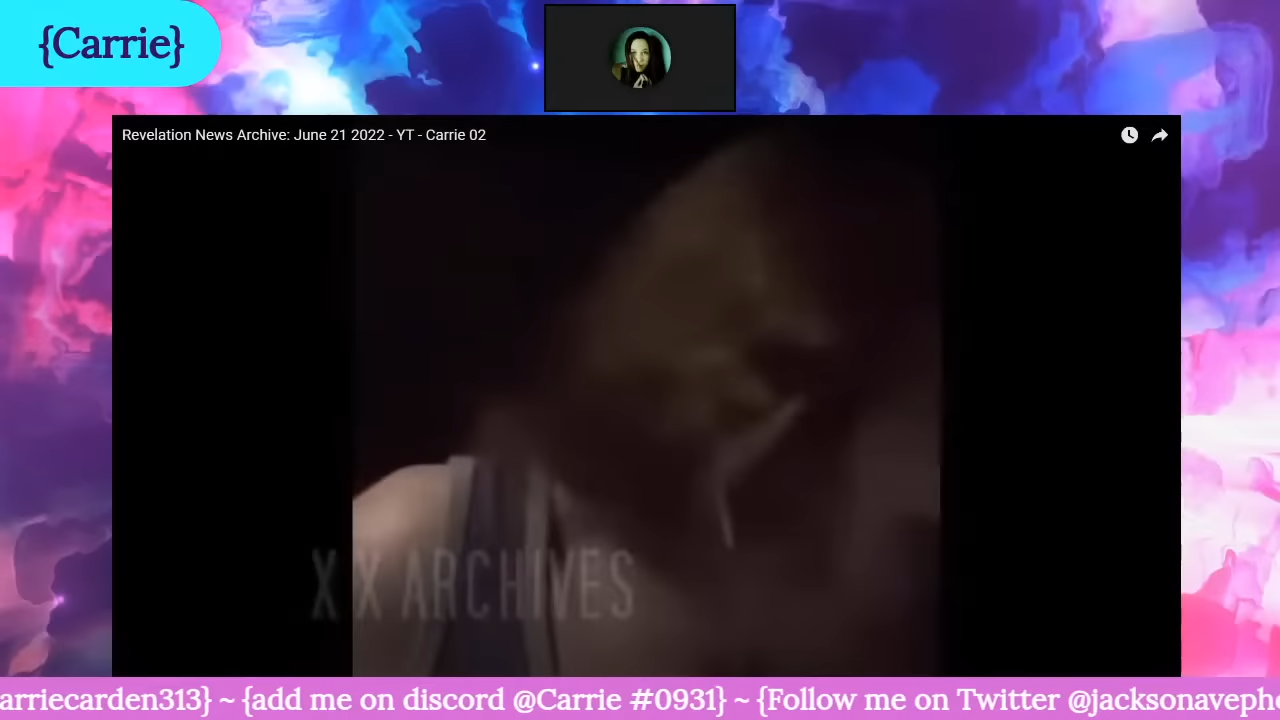 {Carrie}
Revelation News Archive: June 21 2022 - YT - Carrie 02
X X ARCHIVES
arriecarden313} ~ {add me on discord @Carrie #0931} ~ {Follow me on Twitter @jacksonaveph